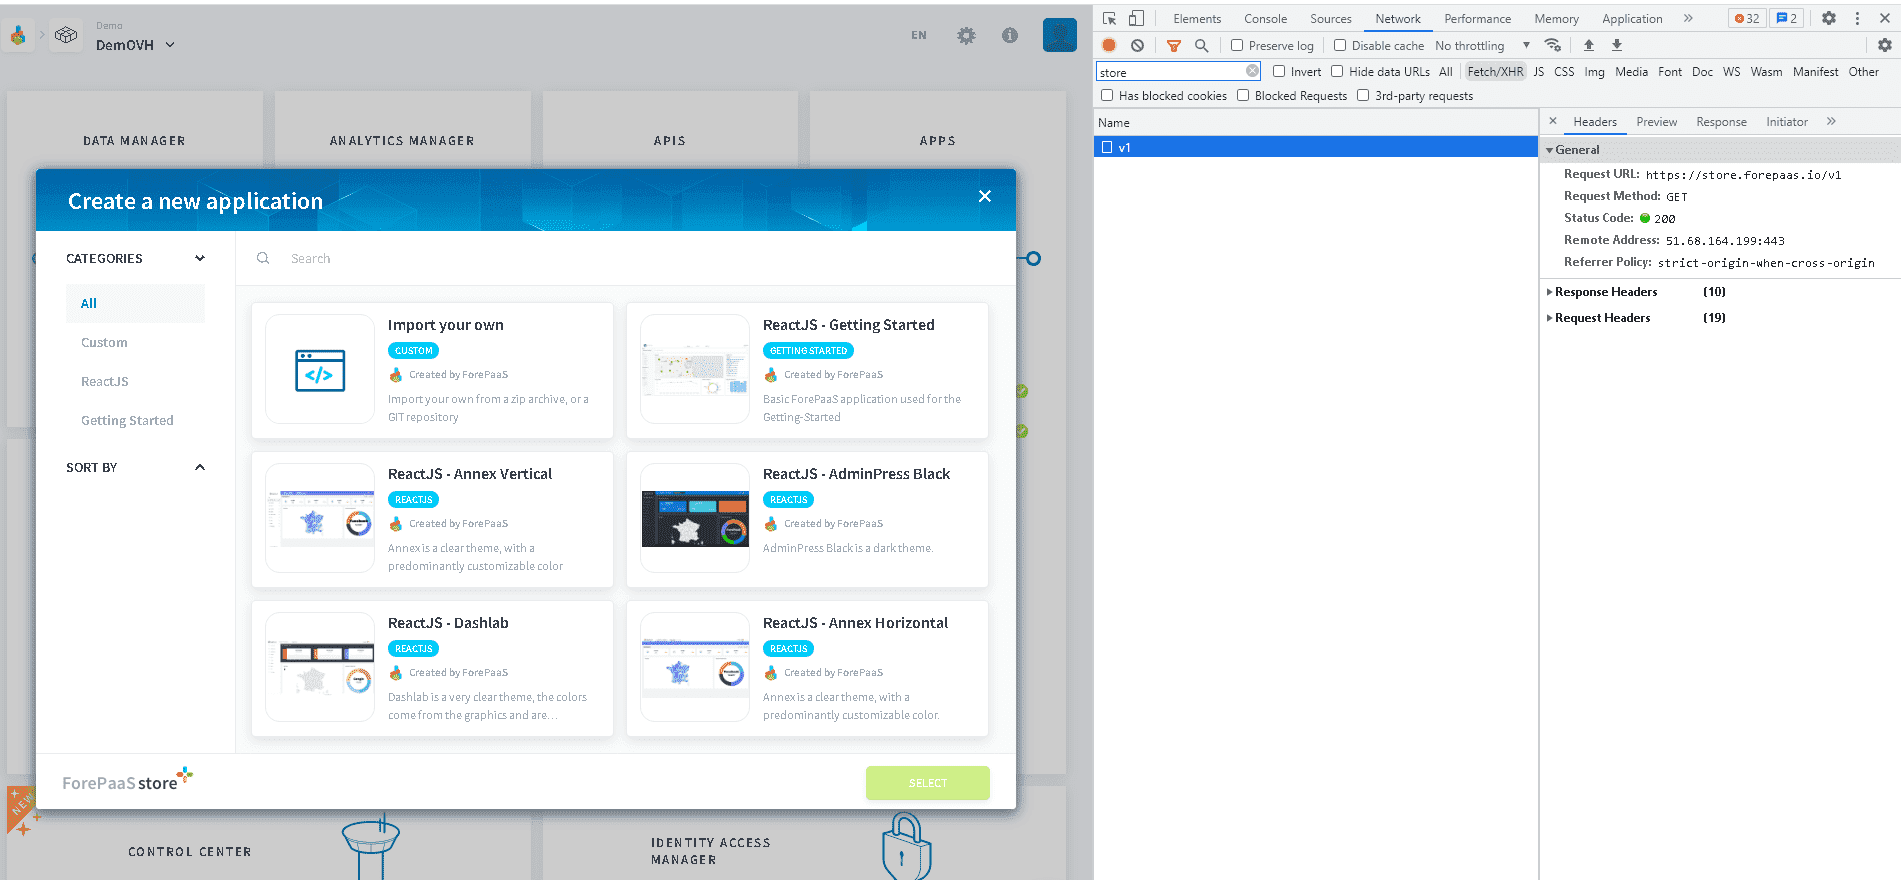 Demo
DemOVH
EN
DATA MANAGER
ANALYTICS MANAGER
APIS
APPS
Create a new application
CATEGORIES
All
Custom
ReactJS
Getting Started
SORT BY
Search
Import your own
CUSTOM
Created by ForePaaS
Import your own from a zip archive, or a
GIT repository
ReactJS - Getting Started
GETTING STARTED
Created by ForePaaS
Basic ForePaaS application used for the
Getting-Started
ReactJS - Annex Vertical
REACTJS
Created by ForePaaS
Annex is a clear theme, with a
predominantly customizable color
ReactJS - AdminPress Black
REACTJS
Created by ForePaaS
AdminPress Black is a dark theme.
ReactJS - Dashlab
REACTJS
Created by ForePaaS
Dashlab is a very clear theme, the colors
come from the graphics and are...
ReactJS - Annex Horizontal
REACTJS
Created by ForePaaS
Annex is a clear theme, with a
predominantly customizable color.
ForePaaS store
SELECT
NEW
CONTROL CENTER
IDENTITY ACCESS
MANAGER
Elements Console Sources Network Performance Memory Application » 32 2
Preserve log Disable cache No throttling
store Invert Hide data URLs All Fetch/XHR JS CSS Img Media Font Doc WS Wasm Manifest Other
Has blocked cookies Blocked Requests 3rd-party requests
Name
v1
Headers Preview Response Initiator »
General
Request URL: https://store.forepaas.io/v1
Request Method: GET
Status Code: 200
Remote Address: 51.68.164.199:443
Referrer Policy: strict-origin-when-cross-origin
Response Headers (10)
Request Headers (19)